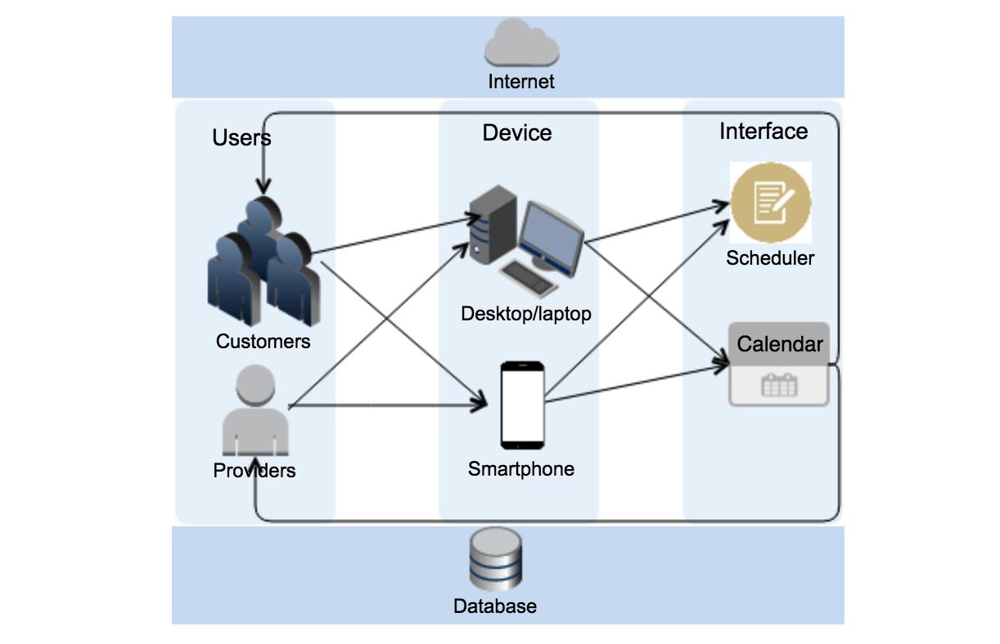 Internet
Users
Device
Interface
Scheduler
Desktop/laptop
Customers
Calendar
Providers
Smartphone
Database